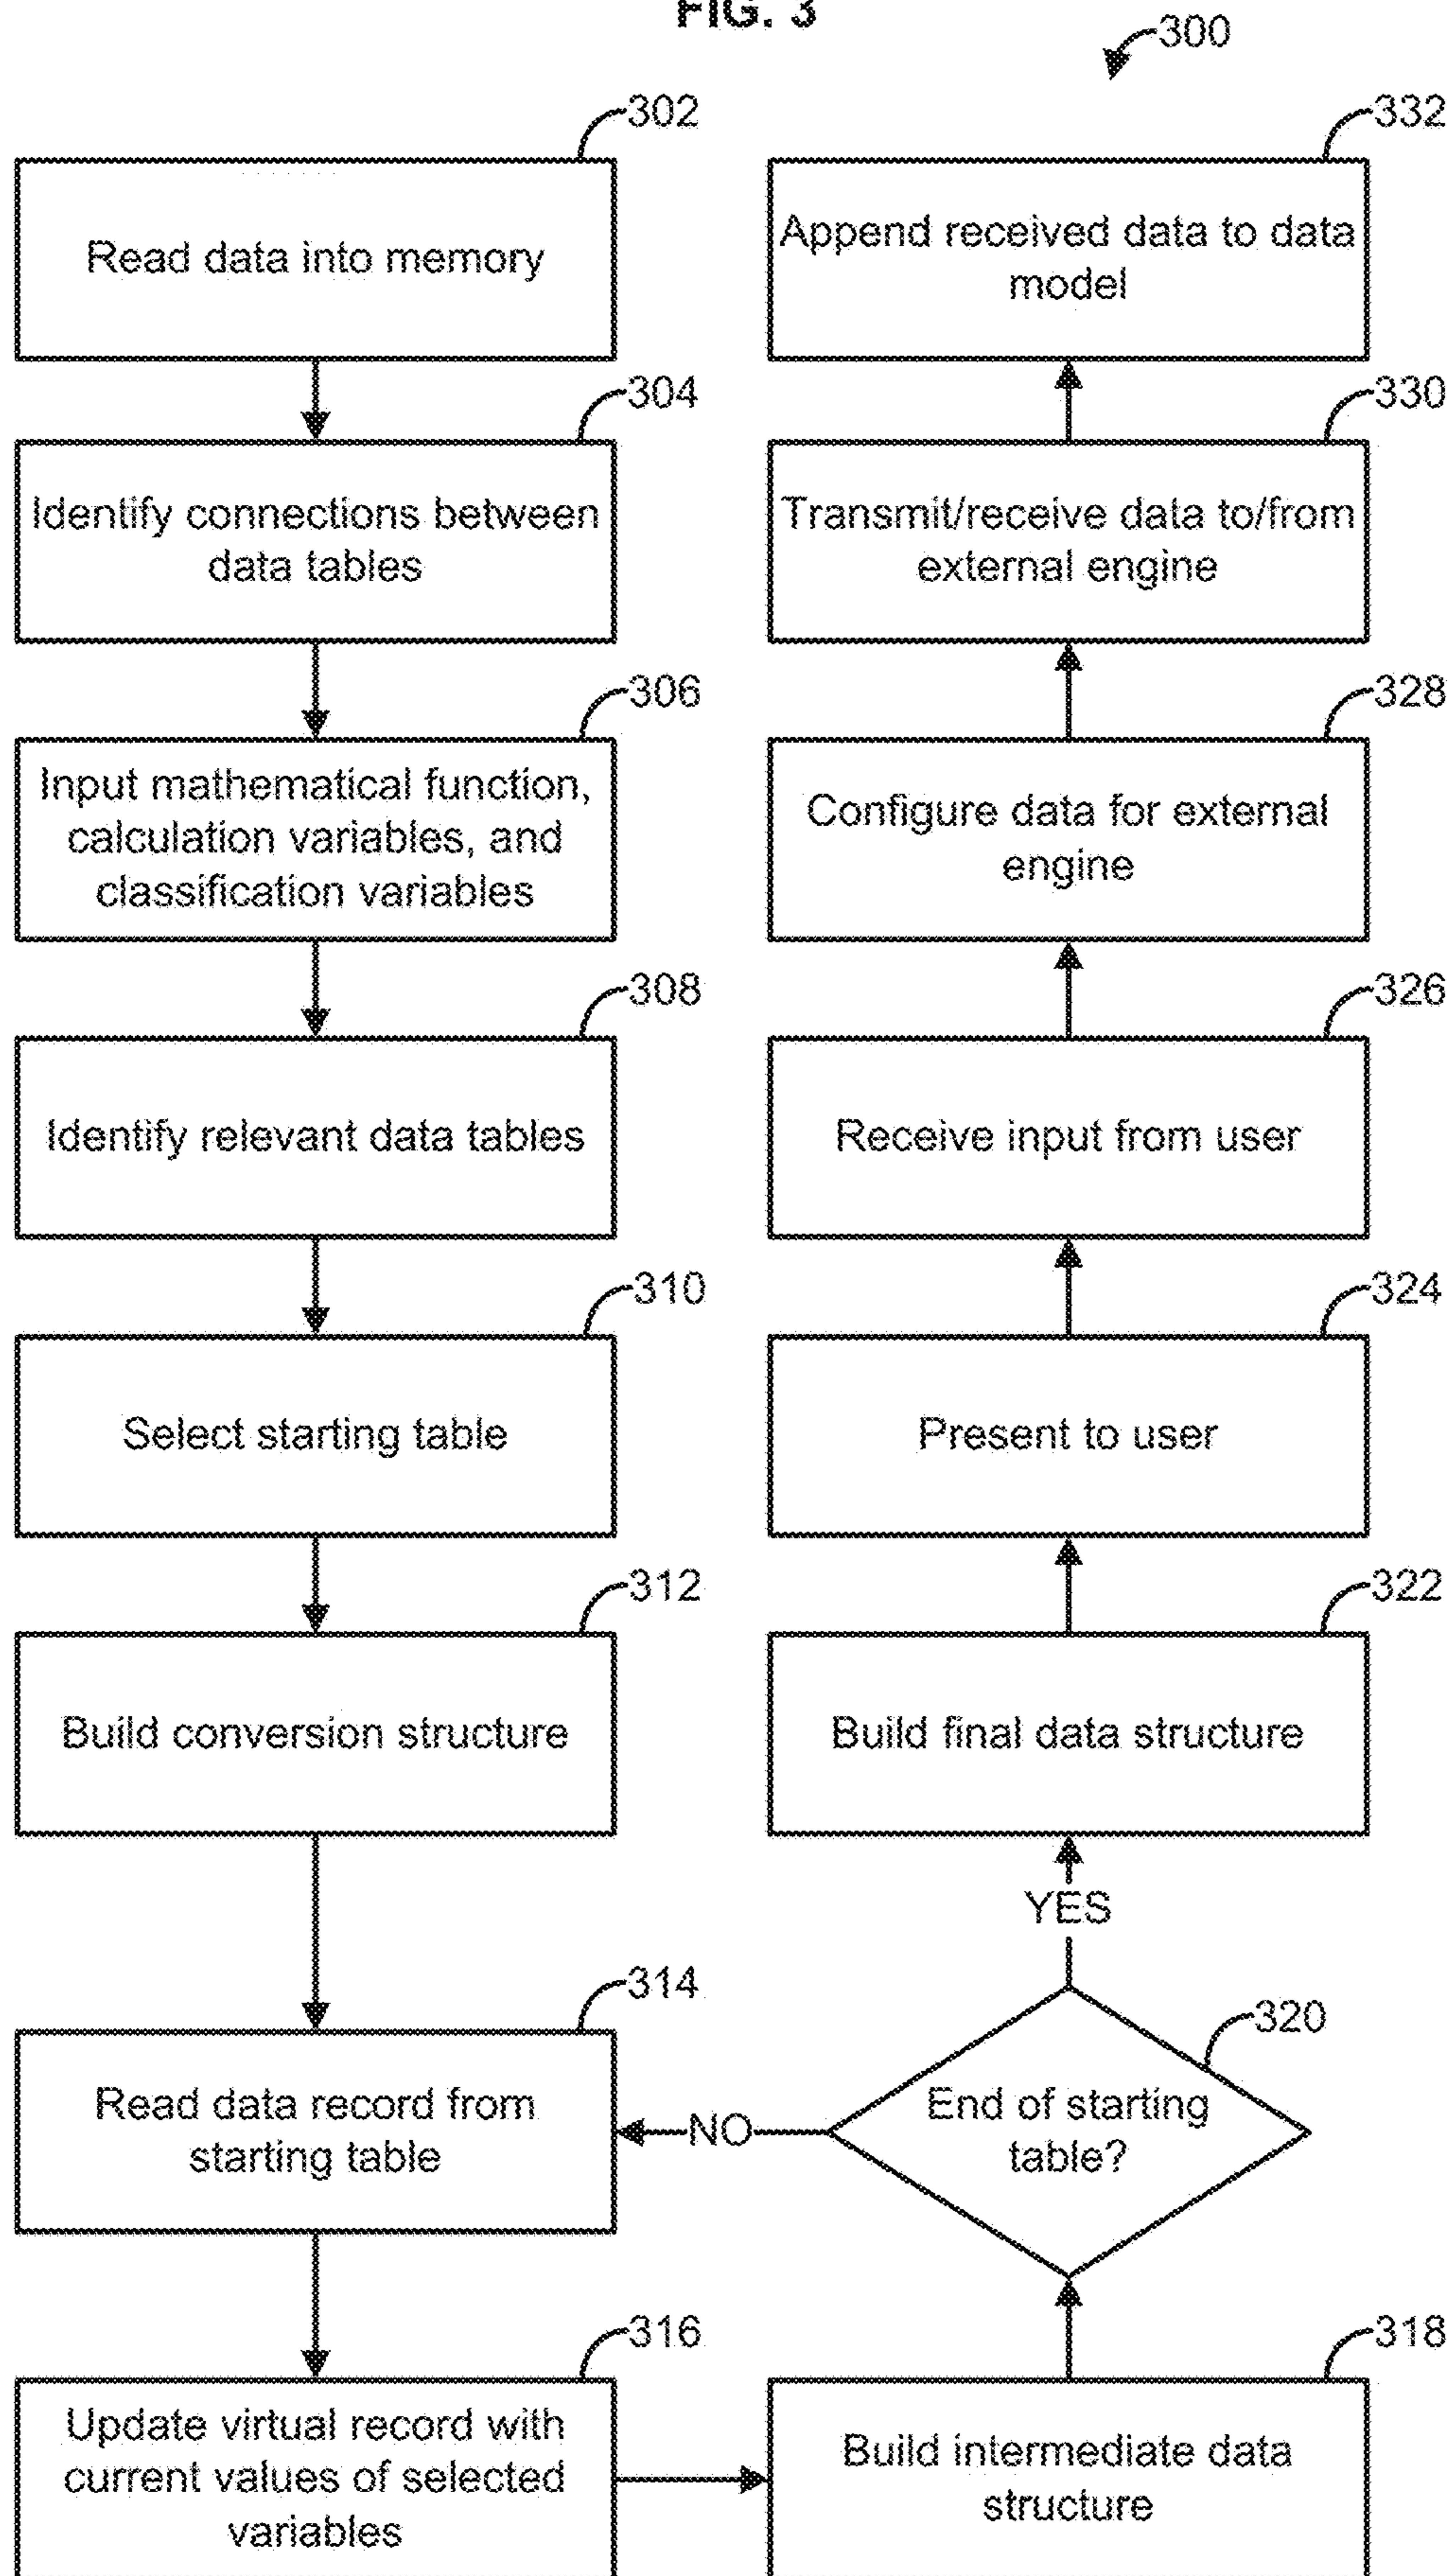 FIG. 3
300
302
Read data into memory
304
Identify connections between
data tables
306
Input mathematical function,
calculation variables, and
classification variables
308
Identify relevant data tables
310
Select starting table
312
Build conversion structure
314
Read data record from
starting table
316
Update virtual record with
current values of selected
variables
318
Build intermediate data
structure
320
End of starting
table?
NO
YES
322
Build final data structure
324
Present to user
326
Receive input from user
328
Configure data for external
engine
330
Transmit/receive data to/from
external engine
332
Append received data to data
model